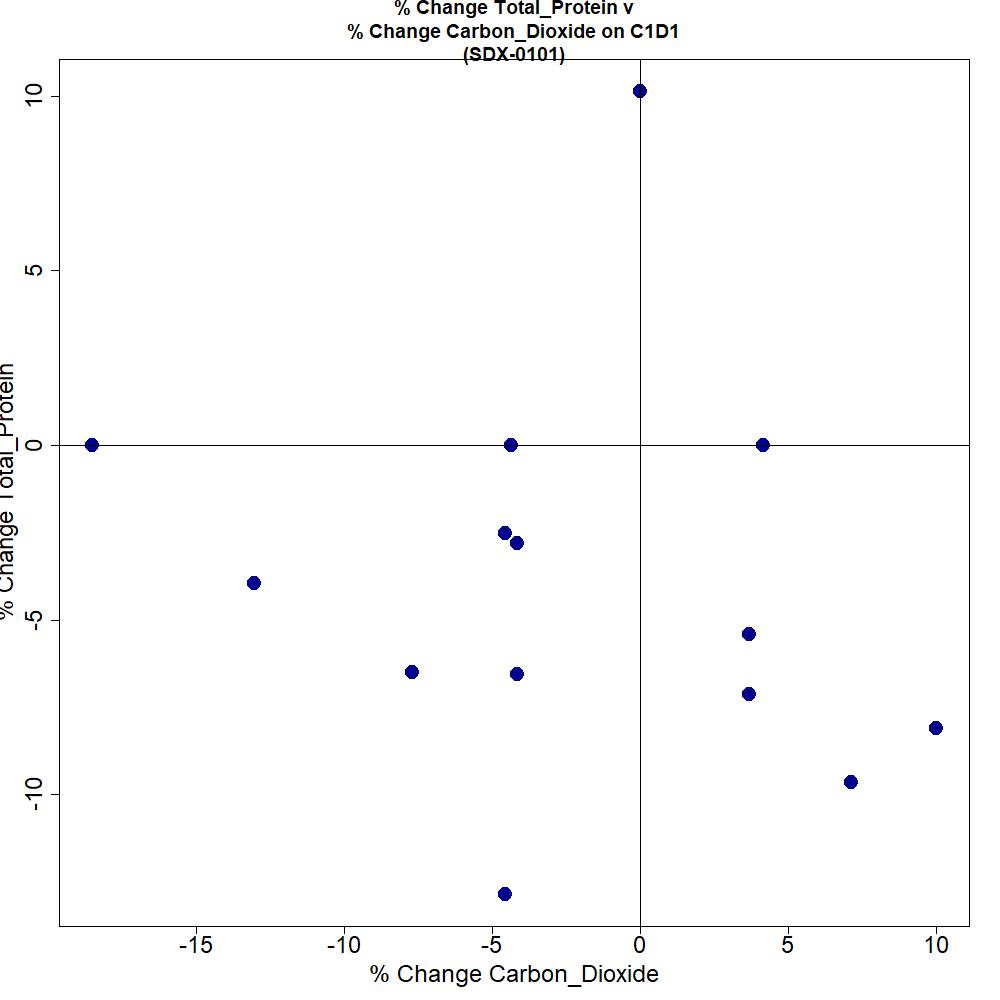 % Change Total_Protein v
% Change Carbon_Dioxide on C1D1
(SDX-0101)
10
5
0
-5
-10
% Change Total_Protein
-15
-10
-5
0
5
10
% Change Carbon_Dioxide